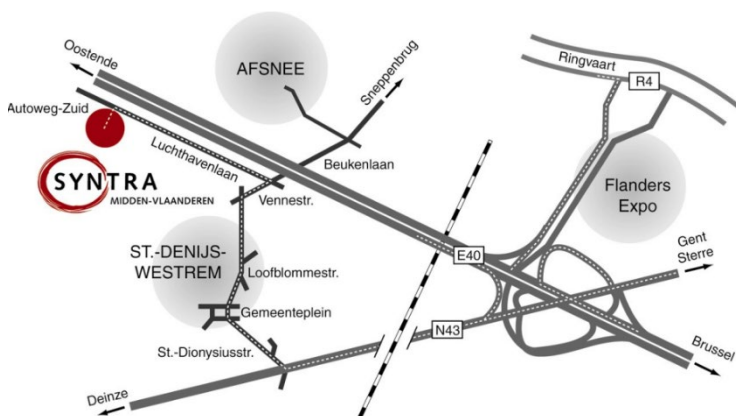 Oostende
AFSNEE
Sneppenbrug
Ringvaart
R4
Autoweg-Zuid
Luchthavenlaan
Beukenlaan
SYNTRA
MIDDEN-VLAANDEREN
Vennestr.
Flanders
Expo
ST.-DENIJS-
WESTREM
E40
Gent
Sterre
Loofblommestr.
Gemeenteplein
N43
St.-Dionysiusstr.
Brussel
Deinze